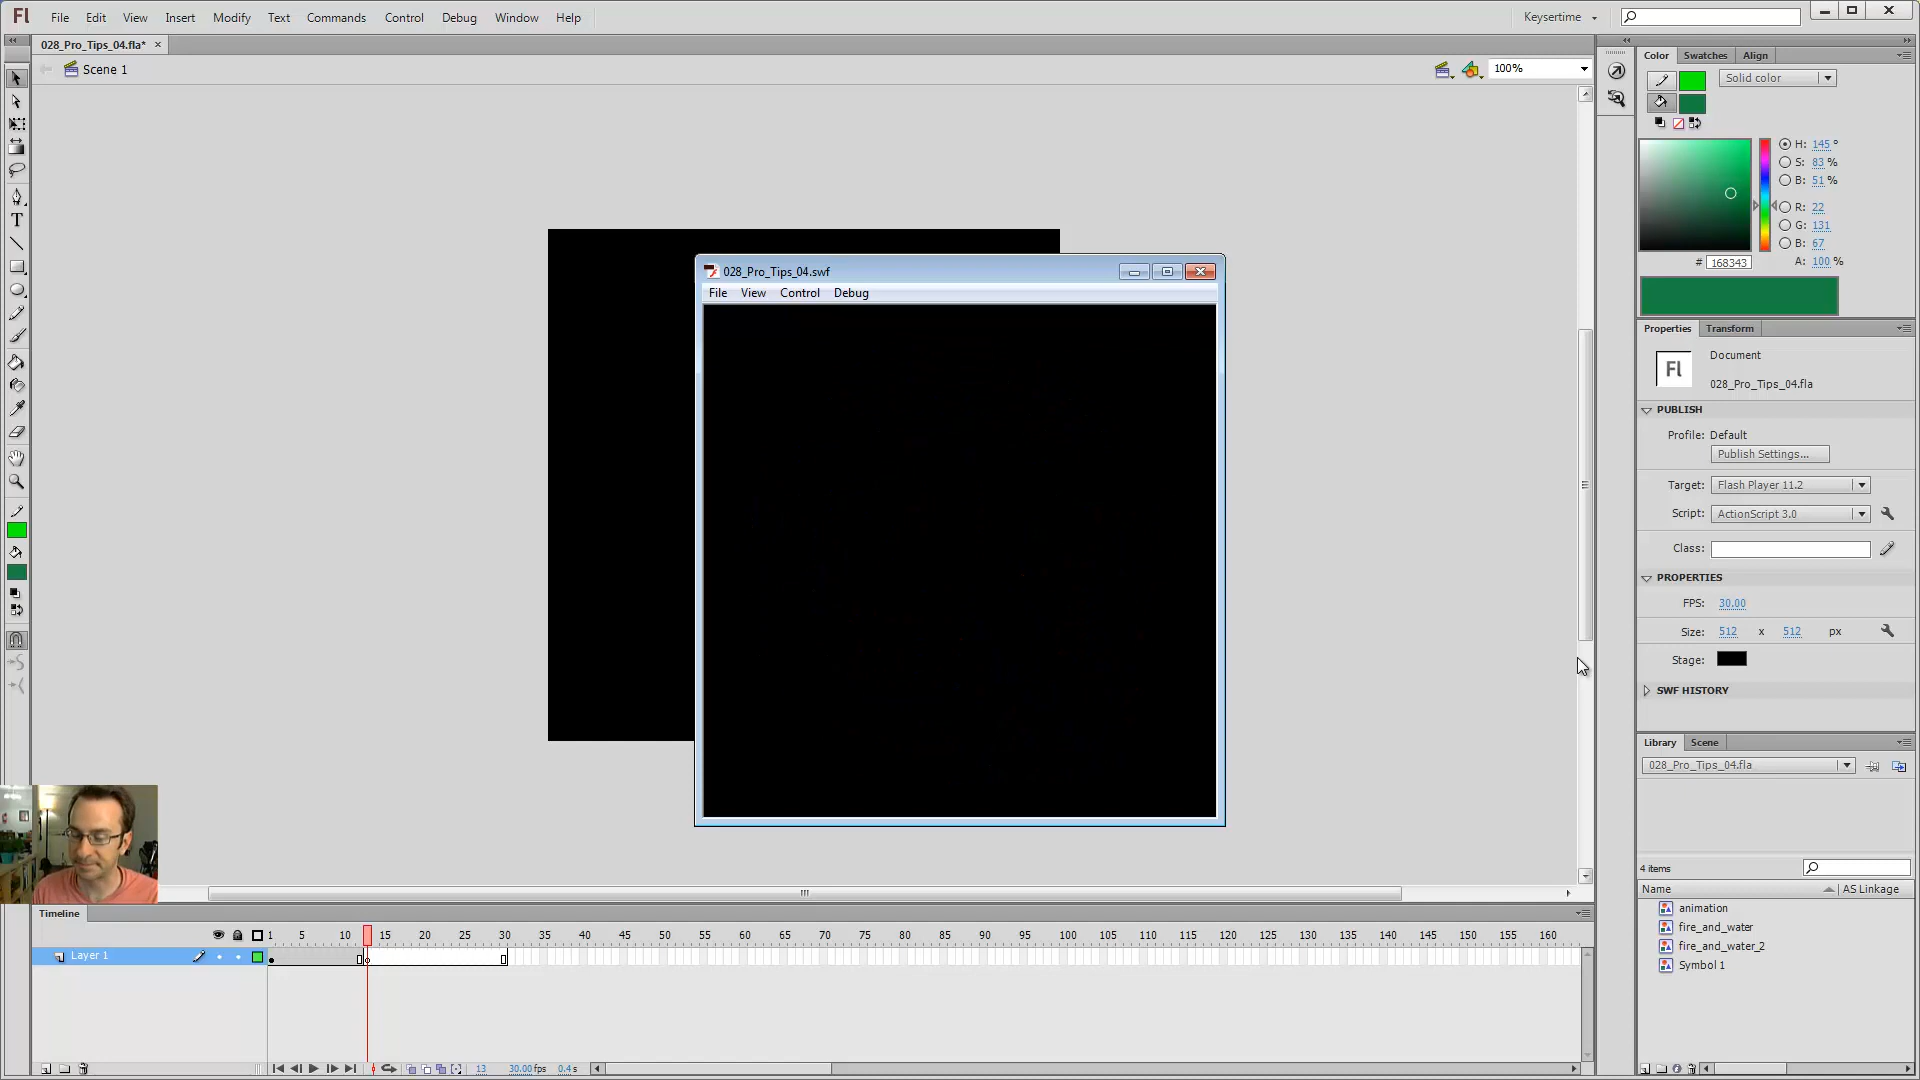 Fl File Edit View Insert Modify Text Commands Control Debug Window Help Keysertime
028_Pro_Tips_04.fla* ×
Scene 1 100%
028_Pro_Tips_04.swf
File View Control Debug
Color Swatches Align
Solid color
H: 145 °
S: 83 %
B: 51 %
R: 22
G: 131
B: 67
# 168343 A: 100 %
Properties Transform
Fl Document
028_Pro_Tips_04.fla
PUBLISH
Profile: Default
Publish Settings...
Target: Flash Player 11.2
Script: ActionScript 3.0
Class:
PROPERTIES
FPS: 30.00
Size: 512 x 512 px
Stage:
SWF HISTORY
Library Scene
028_Pro_Tips_04.fla
4 items
Name AS Linkage
animation
fire_and_water
fire_and_water_2
Symbol 1
Timeline
1 5 10 15 20 25 30 35 40 45 50 55 60 65 70 75 80 85 90 95 100 105 110 115 120 125 130 135 140 145 150 155 160
Layer 1
13 30.00 fps 0.4 s